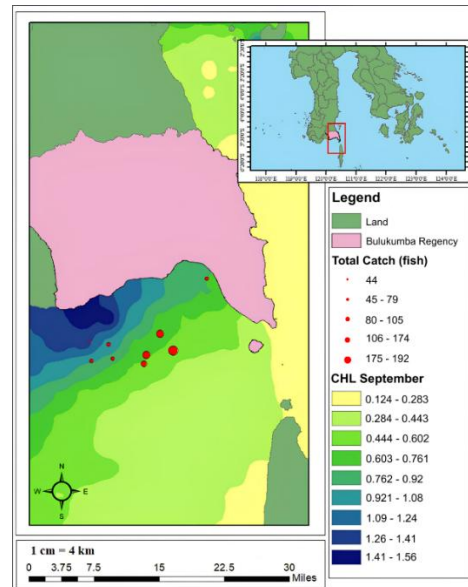 Legend
Land
Bulukumba Regency
Total Catch (fish)
44
45 - 79
80 - 105
106 - 174
175 - 192
CHL September
0.124 - 0.283
0.284 - 0.443
0.444 - 0.602
0.603 - 0.761
0.762 - 0.92
0.921 - 1.08
1.09 - 1.24
1.26 - 1.41
1.41 - 1.56
N
W E
S
1 cm = 4 km
0 3.75 7.5 15 22.5 30
Miles